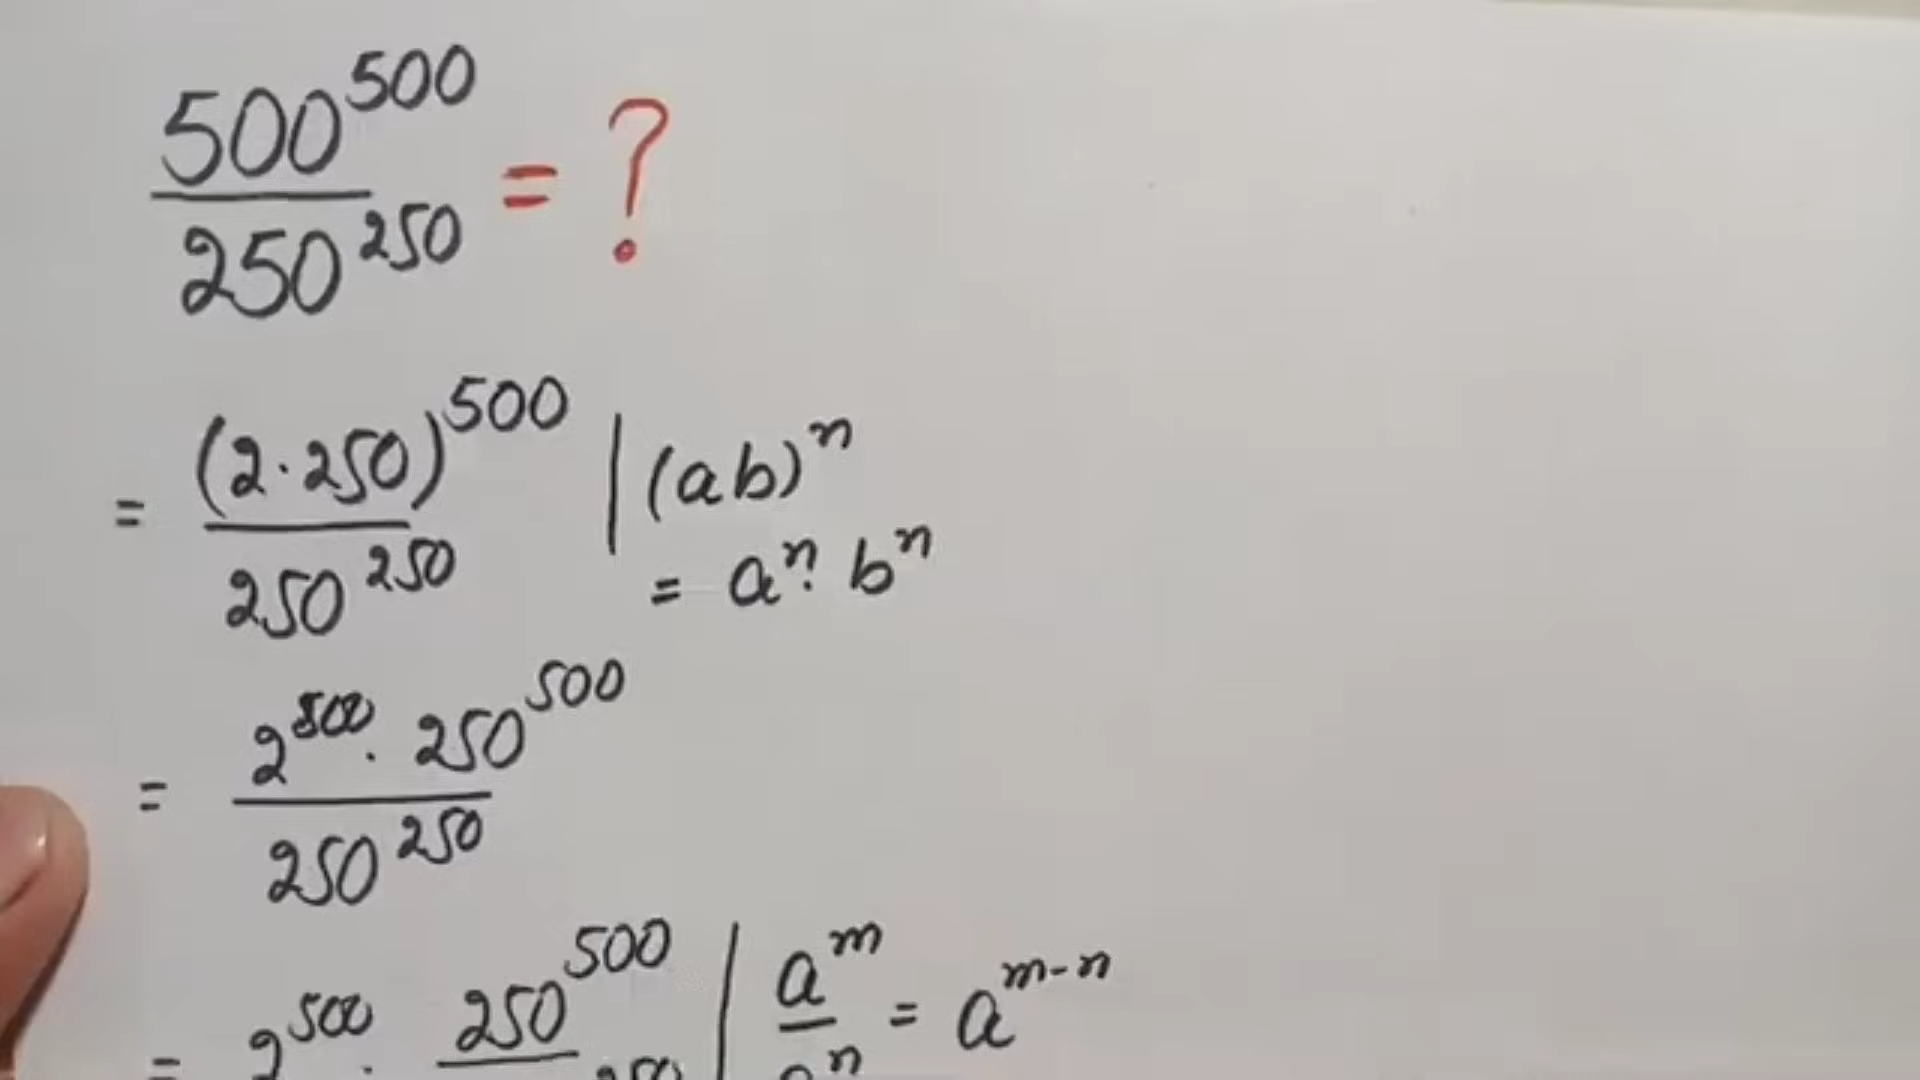 500^500
250^250 = ?
= (2·250)^500 | (ab)^n
250^250 = a^n · b^n
= 2^500 · 250^500
250^250
= 2^500 · 250^500 | a^m = a^(m-n)
250 a^n